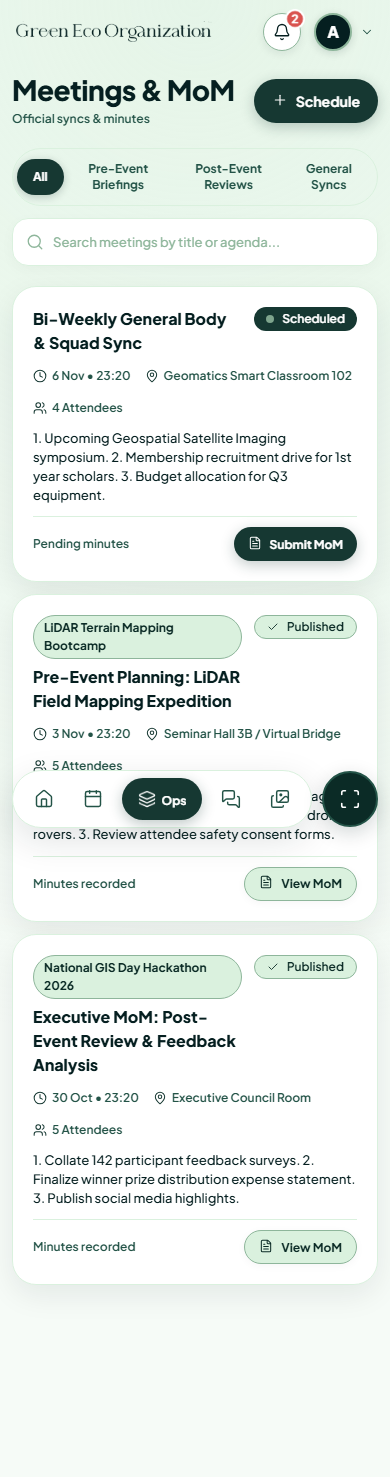 Green Eco Organization
2
A
Meetings & MoM
Official syncs & minutes
Schedule
All
Pre-Event
Briefings
Post-Event
Reviews
General
Syncs
Search meetings by title or agenda...
Bi-Weekly General Body
& Squad Sync
Scheduled
6 Nov • 23:20
Geomatics Smart Classroom 102
4 Attendees
1. Upcoming Geospatial Satellite Imaging
symposium. 2. Membership recruitment drive for 1st
year scholars. 3. Budget allocation for Q3
equipment.
Pending minutes
Submit MoM
LiDAR Terrain Mapping
Bootcamp
Published
Pre-Event Planning: LiDAR
Field Mapping Expedition
3 Nov • 23:20
Seminar Hall 3B / Virtual Bridge
5 Attendees
Ops
rovers. 3. Review attendee safety consent forms.
Minutes recorded
View MoM
National GIS Day Hackathon
2026
Published
Executive MoM: Post-
Event Review & Feedback
Analysis
30 Oct • 23:20
Executive Council Room
5 Attendees
1. Collate 142 participant feedback surveys. 2.
Finalize winner prize distribution expense statement.
3. Publish social media highlights.
Minutes recorded
View MoM